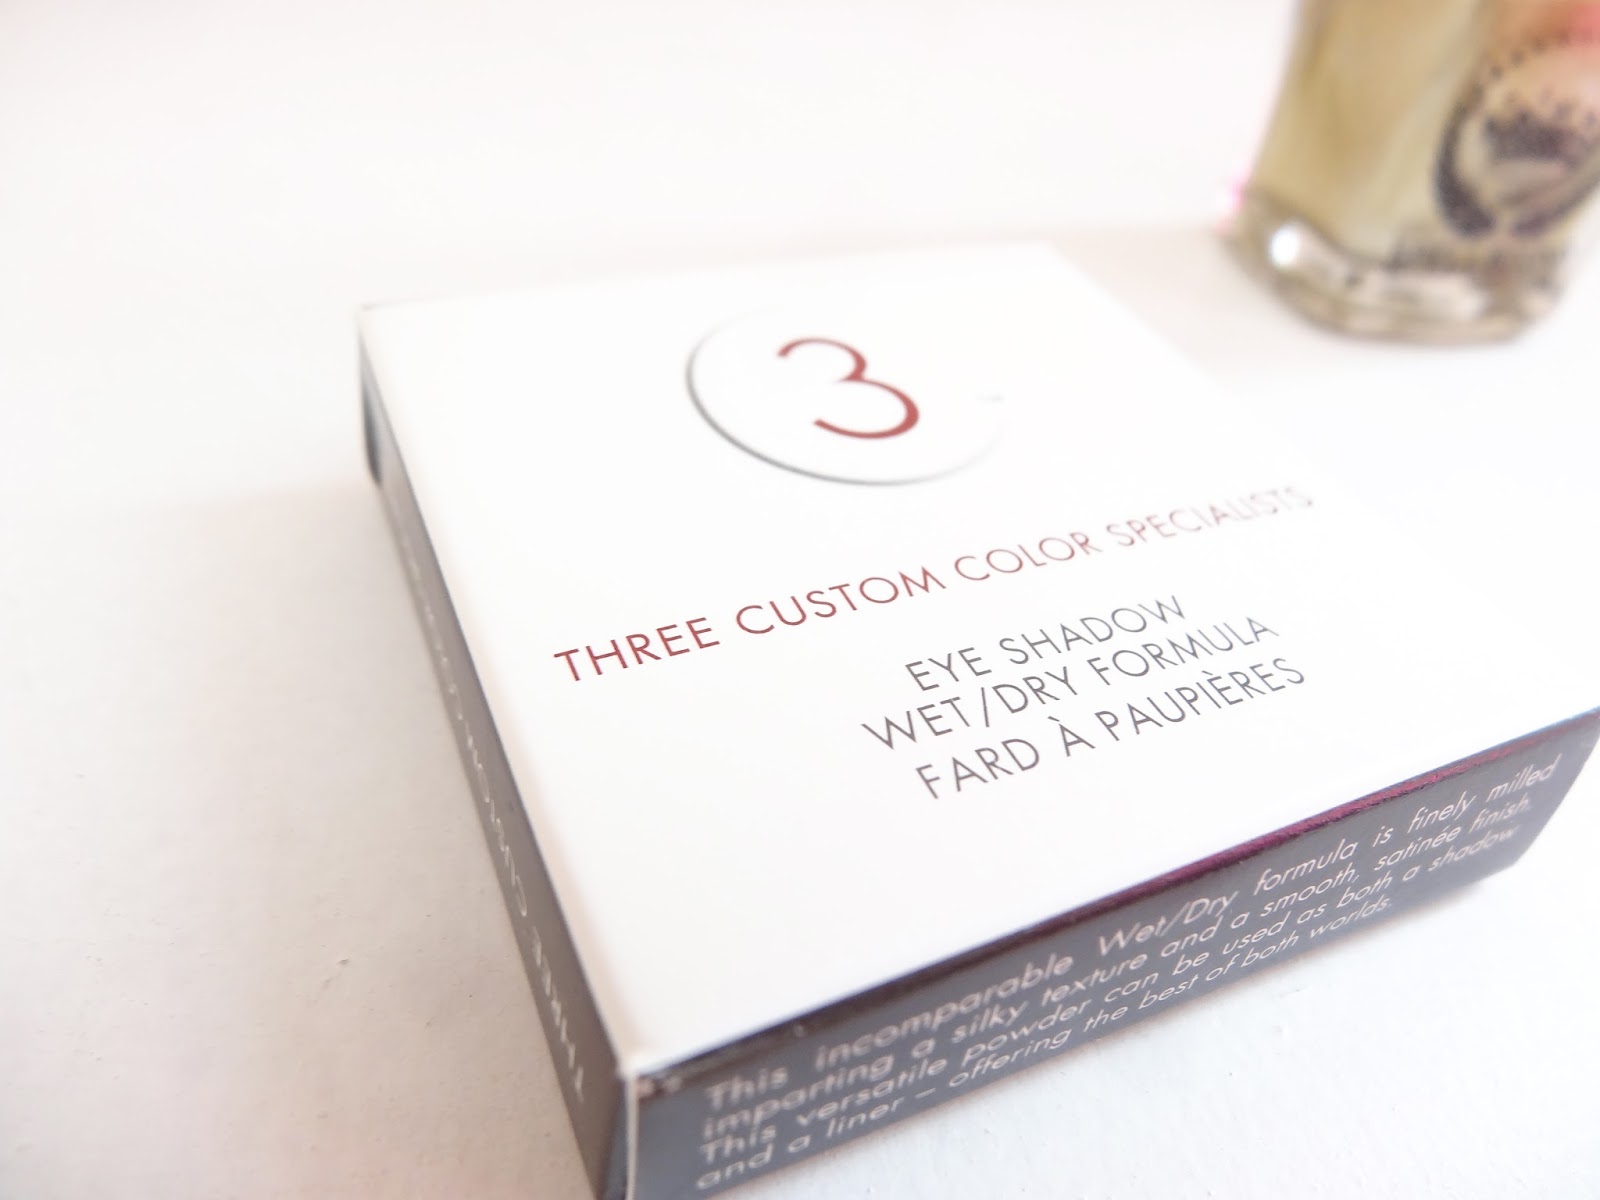 3
THREE CUSTOM COLOR SPECIALISTS
EYE SHADOW
WET/DRY FORMULA
FARD À PAUPIÈRES
This incomparable Wet/Dry formula is finely milled
imparting a silky texture and a smooth, satinée finish.
This versatile powder can be used as both a shadow
and a liner – offering the best of both worlds.
THREE CUSTOM